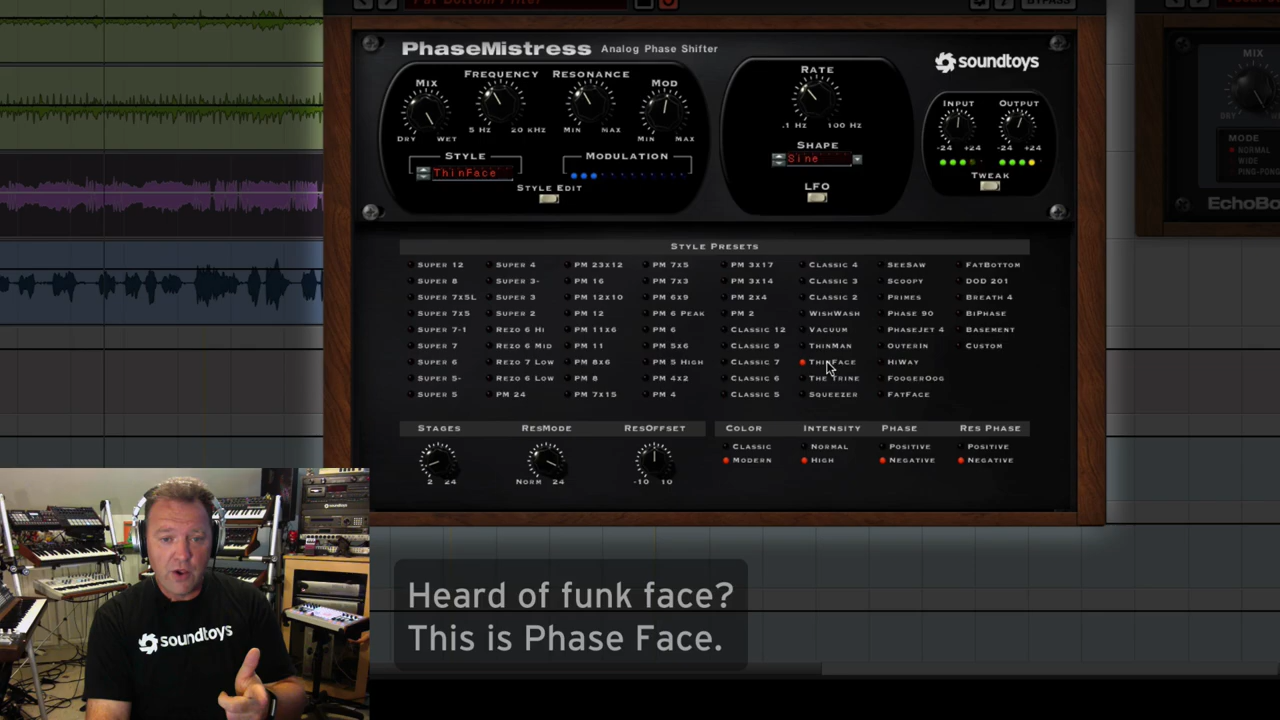 PhaseMistress Analog Phase Shifter
soundtoys
MIX
FREQUENCY
RESONANCE
MOD
DRY WET
5 Hz 20 kHz
MIN MAX
MIN MAX
STYLE
ThinFace
MODULATION
STYLE EDIT
RATE
.1 Hz 100 Hz
SHAPE
Sine
LFO
INPUT OUTPUT
-24 +24 -24 +24
TWEAK
BYPASS
MIX
DRY
MODE
NORMAL
WIDE
PING-PONG
EchoBo
STYLE PRESETS
SUPER 12 SUPER 4 PM 23x12 PM 7x5 PM 3x17 CLASSIC 4 SEESAW FATBOTTOM
SUPER 8 SUPER 3- PM 16 PM 7x3 PM 3x14 CLASSIC 3 SCOOPY DOD 201
SUPER 7x5L SUPER 3 PM 12x10 PM 6x9 PM 2x4 CLASSIC 2 PRIMES BREATH 4
SUPER 7x5 SUPER 2 PM 12 PM 6 PEAK PM 2 WISHWASH PHASE 90 BIPHASE
SUPER 7-1 REZO 6 HI PM 11x6 PM 6 CLASSIC 12 VACUUM PHASEJET 4 BASEMENT
SUPER 7 REZO 6 MID PM 11 PM 5x6 CLASSIC 9 THINMAN OUTERIN CUSTOM
SUPER 6 REZO 7 LOW PM 8x6 PM 5 HIGH CLASSIC 7 THINFACE HIWAY
SUPER 5- REZO 6 LOW PM 8 PM 4x2 CLASSIC 6 THE TRINE FOOGEROOG
SUPER 5 PM 24 PM 7x15 PM 4 CLASSIC 5 SQUEEZER FATFACE
STAGES RESMODE RESOFFSET COLOR INTENSITY PHASE RES PHASE
CLASSIC NORMAL POSITIVE POSITIVE
MODERN HIGH NEGATIVE NEGATIVE
2 24 NORM 24 -10 10
soundtoys
Heard of funk face?
This is Phase Face.